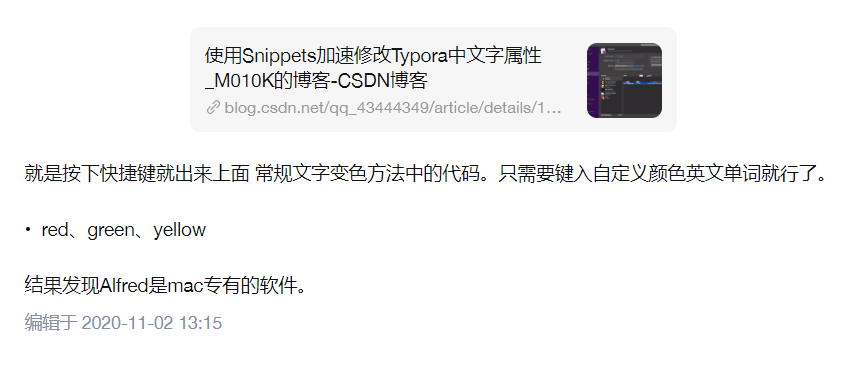 使用Snippets加速修改Typora中文字属性
_M010K的博客-CSDN博客
blog.csdn.net/qq_43444349/article/details/1...
就是按下快捷键就出来上面 常规文字变色方法中的代码。只需要键入自定义颜色英文单词就行了。
• red、green、yellow
结果发现Alfred是mac专有的软件。
编辑于 2020-11-02 13:15